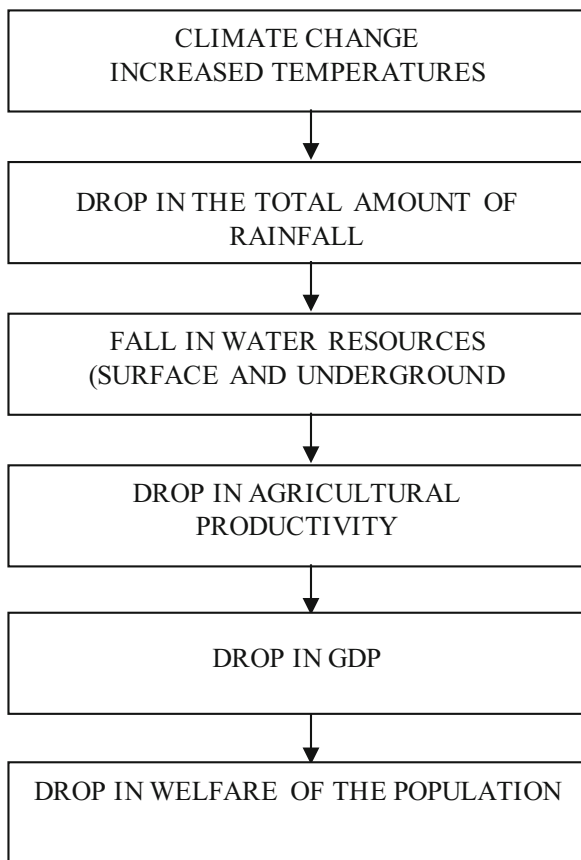 CLIMATE CHANGE
INCREASED TEMPERATURES
DROP IN THE TOTAL AMOUNT OF
RAINFALL
FALL IN WATER RESOURCES
(SURFACE AND UNDERGROUND
DROP IN AGRICULTURAL
PRODUCTIVITY
DROP IN GDP
DROP IN WELFARE OF THE POPULATION